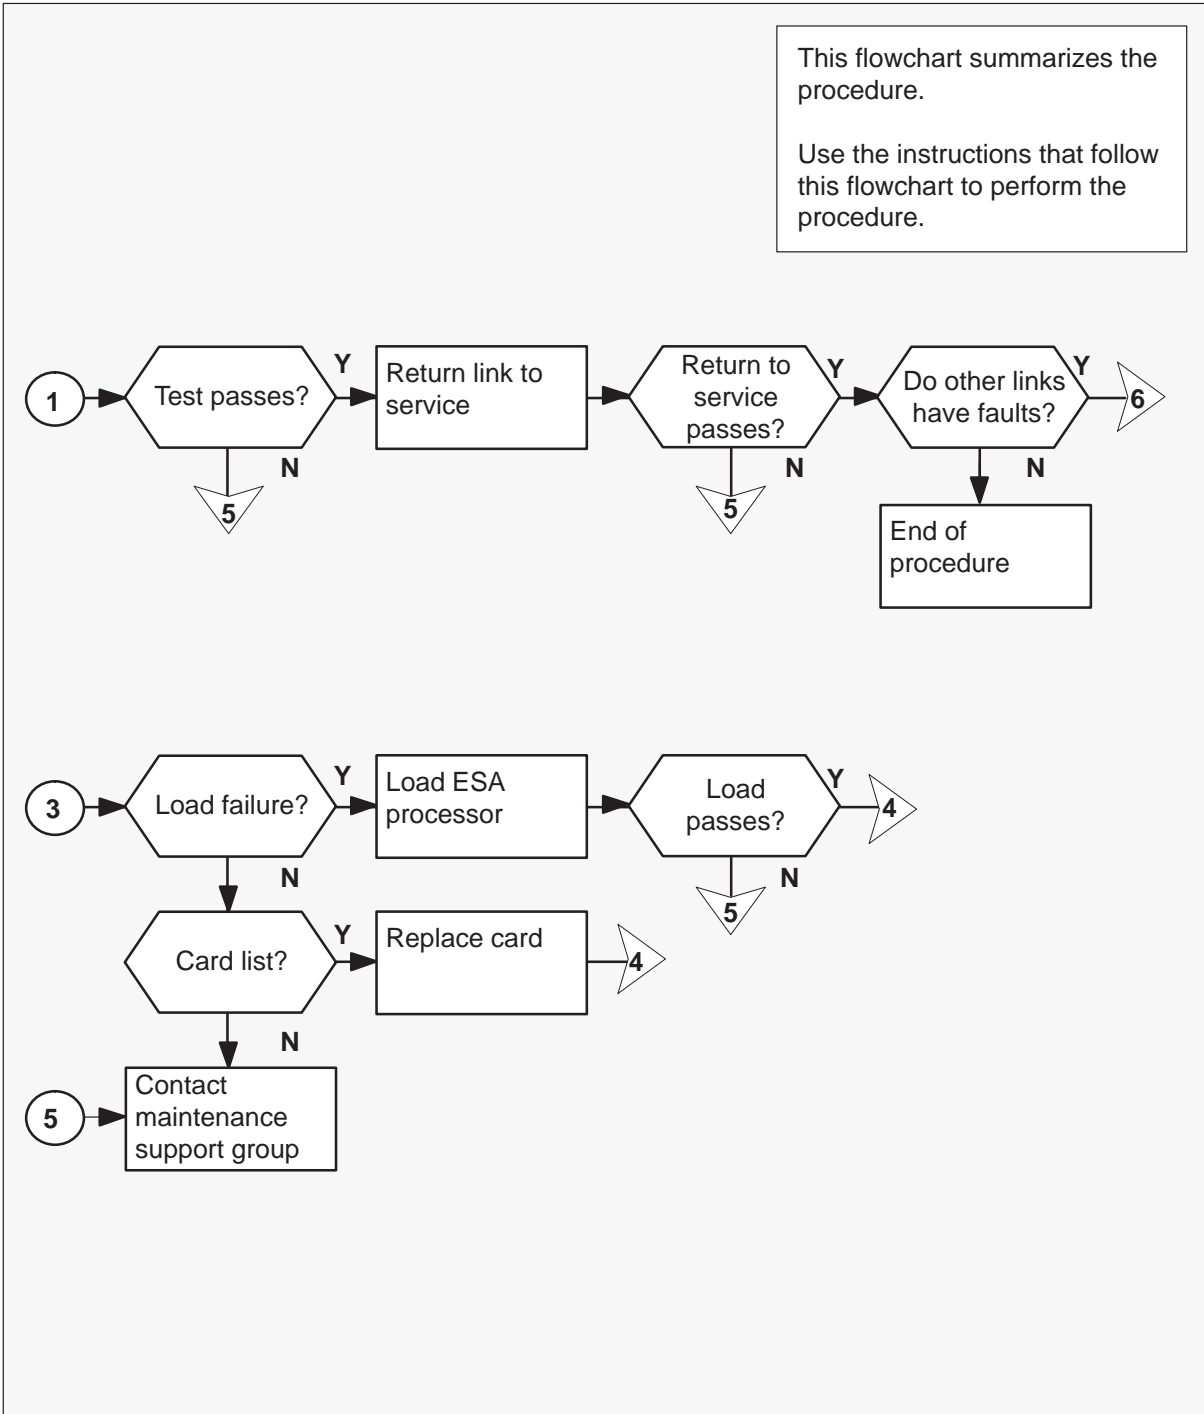 This flowchart summarizes the
procedure.
Use the instructions that follow
this flowchart to perform the
procedure.
1
Test passes?
Y
N
5
Return link to
service
Return to
service
passes?
Y
N
5
Do other links
have faults?
Y
6
N
End of
procedure
3
Load failure?
Y
N
Load ESA
processor
Load
passes?
Y
4
N
5
Card list?
Y
N
Replace card
4
5
Contact
maintenance
support group